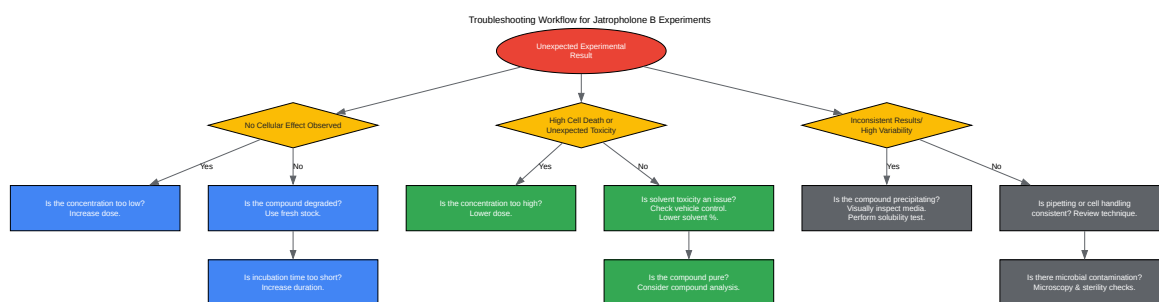 Troubleshooting Workflow for Jatropholone B Experiments
Unexpected Experimental
Result
No Cellular Effect Observed
High Cell Death or
Unexpected Toxicity
Inconsistent Results/
High Variability
Yes
No
Yes
No
Yes
No
Is the concentration too low?
Increase dose.
Is the compound degraded?
Use fresh stock.
Is the concentration too high?
Lower dose.
Is solvent toxicity an issue?
Check vehicle control.
Lower solvent %.
Is the compound precipitating?
Visually inspect media.
Perform solubility test.
Is pipetting or cell handling
consistent? Review technique.
Is incubation time too short?
Increase duration.
Is the compound pure?
Consider compound analysis.
Is there microbial contamination?
Microscopy & sterility checks.